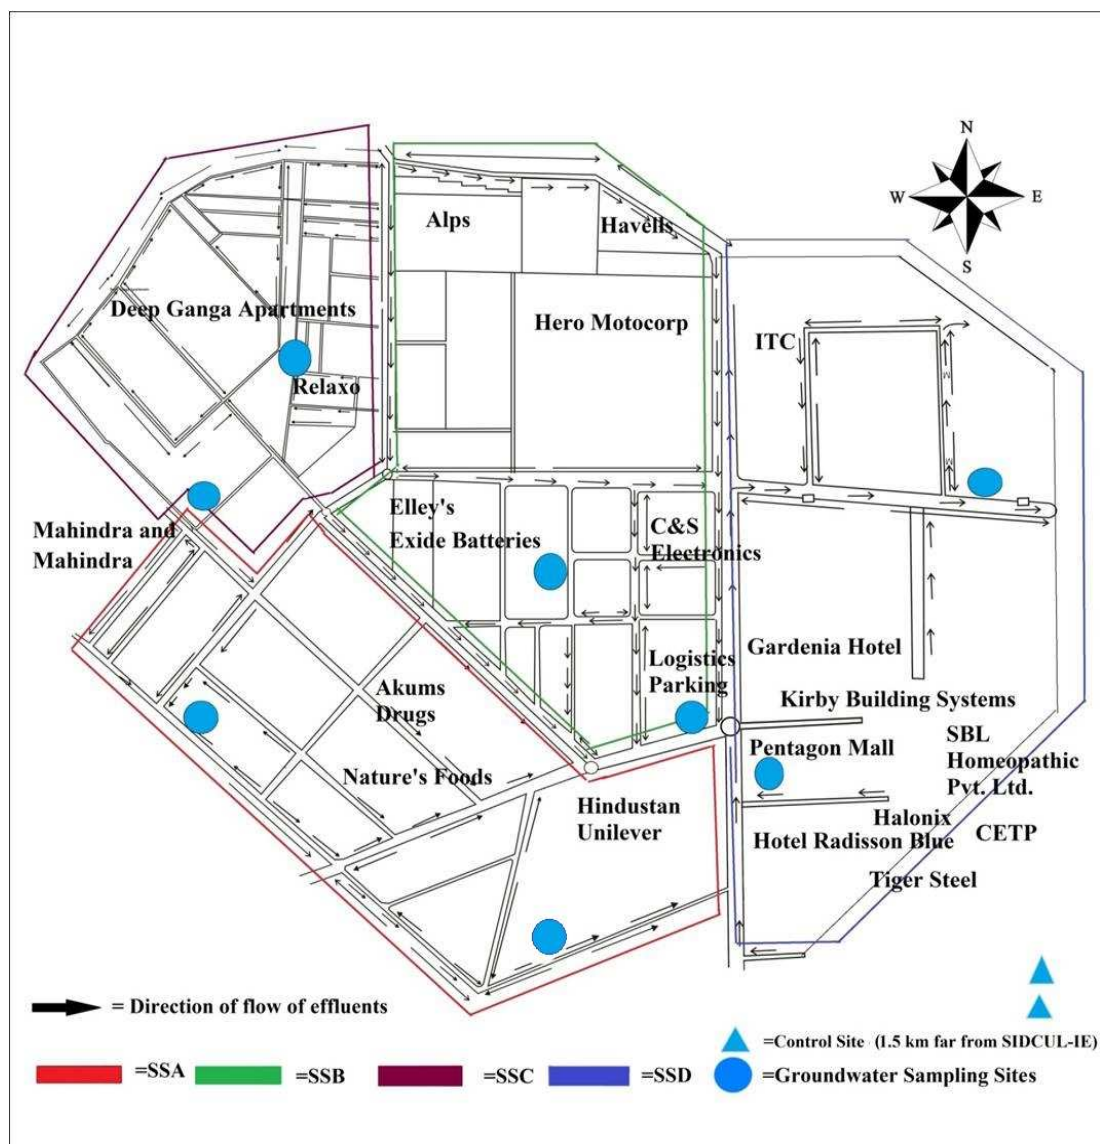 N
W
E
S
Alps
Havells
Deep Ganga Apartments
Hero Motocorp
ITC
Relaxo
Elley's
Exide Batteries
C&S
Electronics
Mahindra and
Mahindra
Gardenia Hotel
Logistics
Parking
Akums
Drugs
Kirby Building Systems
Pentagon Mall
SBL
Homeopathic
Pvt. Ltd.
Nature's Foods
Hindustan
Unilever
Halonix
CETP
Hotel Radisson Blue
Tiger Steel
= Direction of flow of effluents
=Control Site (1.5 km far from SIDCUL-IE)
=SSA
=SSB
=SSC
=SSD
=Groundwater Sampling Sites